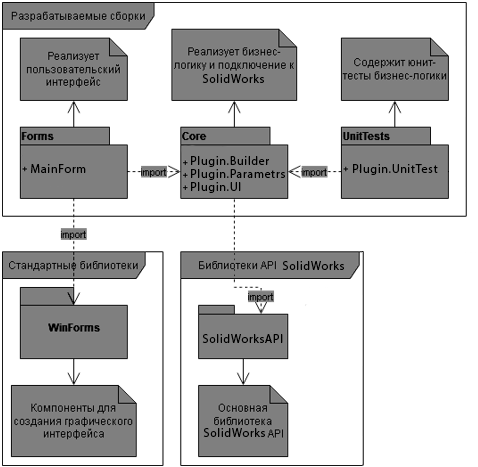 Разрабатываемые сборки
Реализует
пользовательский
интерфейс
Реализует бизнес-
логику и подключение к
SolidWorks
Содержит юнит-
тесты бизнес-логики
Forms
+ MainForm
import
Core
+ Plugin.Builder
+ Plugin.Parametrs
+ Plugin.UI
import
UnitTests
+ Plugin.UnitTest
import
Стандартные библиотеки
Библиотеки API SolidWorks
import
WinForms
SolidWorksAPI
Компоненты для
создания графического
интерфейса
Основная
библиотека
SolidWorks API